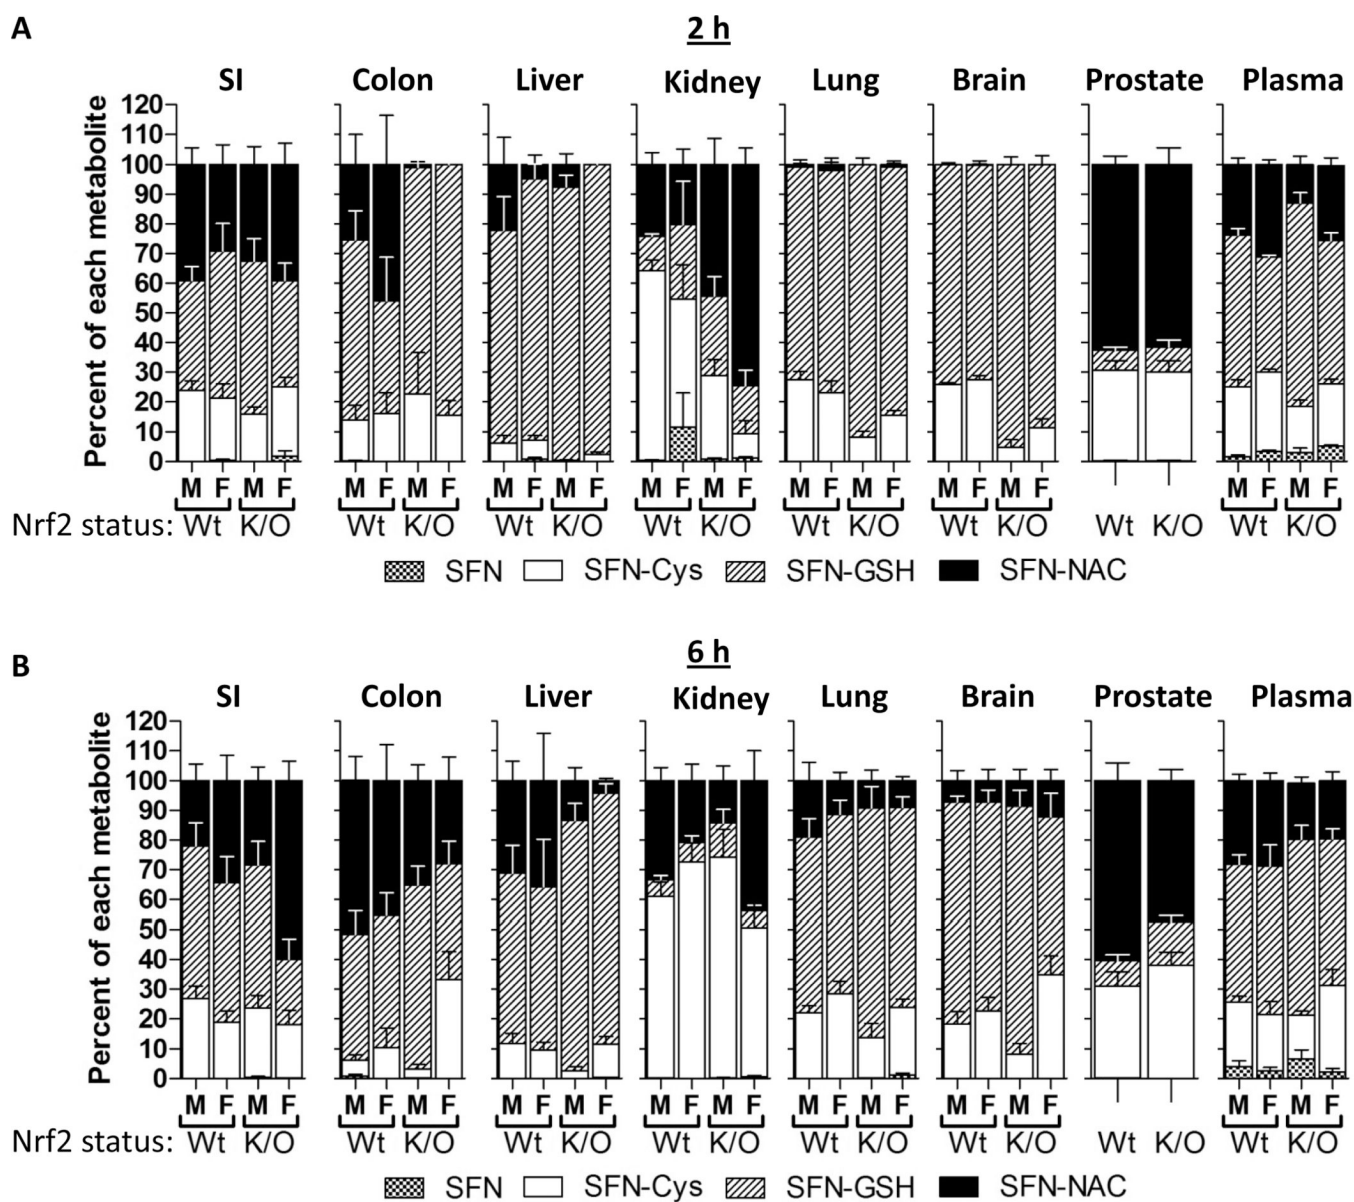 A
2 h
SI Colon Liver Kidney Lung Brain Prostate Plasma
Percent of each metabolite
120
110
100
90
80
70
60
50
40
30
20
10
0
M F M F M F M F M F M F M F M F M F M F M F M F M F M F
Nrf2 status: Wt K/O Wt K/O Wt K/O Wt K/O Wt K/O Wt K/O Wt K/O Wt K/O
SFN SFN-Cys SFN-GSH SFN-NAC
B
6 h
SI Colon Liver Kidney Lung Brain Prostate Plasma
Percent of each metabolite
120
110
100
90
80
70
60
50
40
30
20
10
0
M F M F M F M F M F M F M F M F M F M F M F M F M F M F
Nrf2 status: Wt K/O Wt K/O Wt K/O Wt K/O Wt K/O Wt K/O Wt K/O Wt K/O
SFN SFN-Cys SFN-GSH SFN-NAC